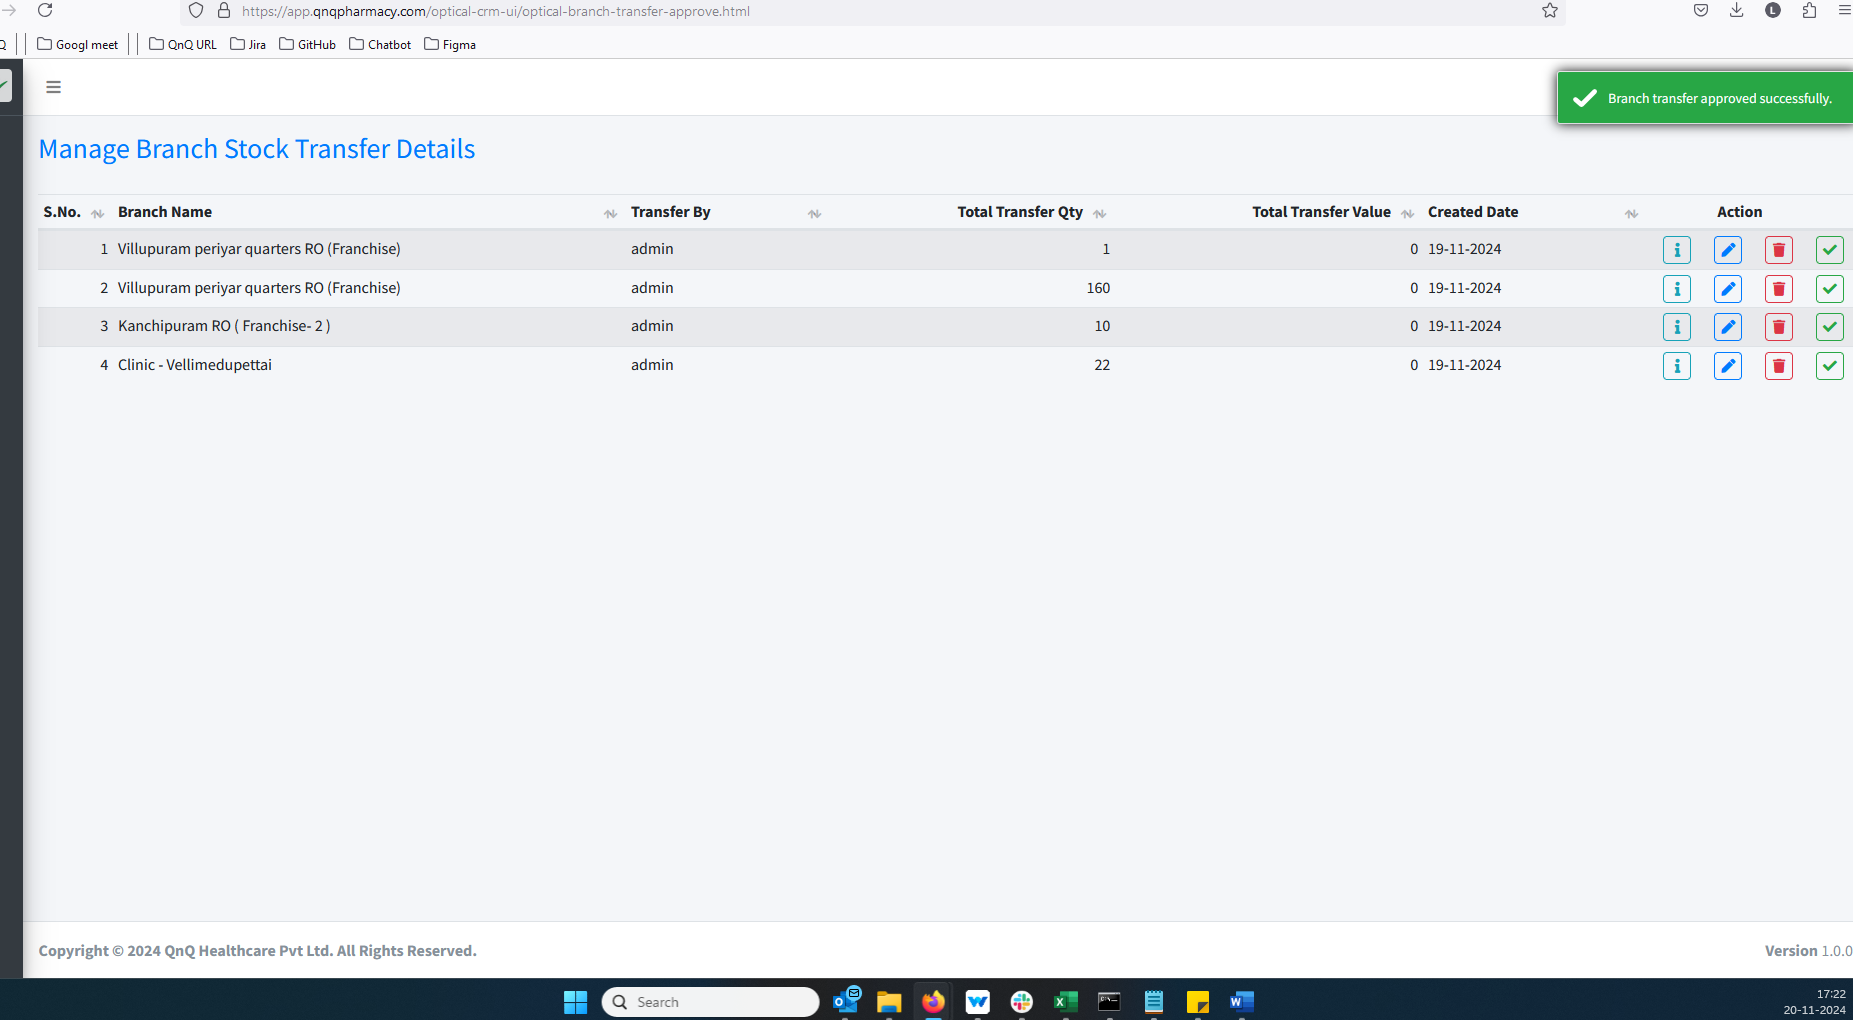 https://app.qnqpharmacy.com/optical-crm-ui/optical-branch-transfer-approve.html
L
Q Googl meet QnQ URL Jira GitHub Chatbot Figma
Branch transfer approved successfully.
Manage Branch Stock Transfer Details
S.No. Branch Name Transfer By Total Transfer Qty Total Transfer Value Created Date Action
1 Villupuram periyar quarters RO (Franchise) admin 1 0 19-11-2024
2 Villupuram periyar quarters RO (Franchise) admin 160 0 19-11-2024
3 Kanchipuram RO ( Franchise- 2 ) admin 10 0 19-11-2024
4 Clinic - Vellimedupettai admin 22 0 19-11-2024
Copyright © 2024 QnQ Healthcare Pvt Ltd. All Rights Reserved.
Version 1.0.0
Search
17:22
20-11-2024